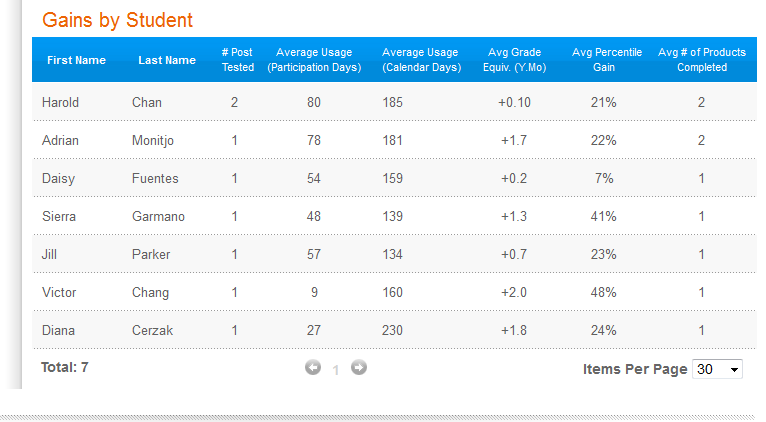 Gains by Student
First Name Last Name # Post Tested Average Usage (Participation Days) Average Usage (Calendar Days) Avg Grade Equiv. (Y.Mo) Avg Percentile Gain Avg # of Products Completed
Harold Chan 2 80 185 +0.10 21% 2
Adrian Monitjo 1 78 181 +1.7 22% 2
Daisy Fuentes 1 54 159 +0.2 7% 1
Sierra Garmano 1 48 139 +1.3 41% 1
Jill Parker 1 57 134 +0.7 23% 1
Victor Chang 1 9 160 +2.0 48% 1
Diana Cerzak 1 27 230 +1.8 24% 1
Total: 7 1 Items Per Page 30